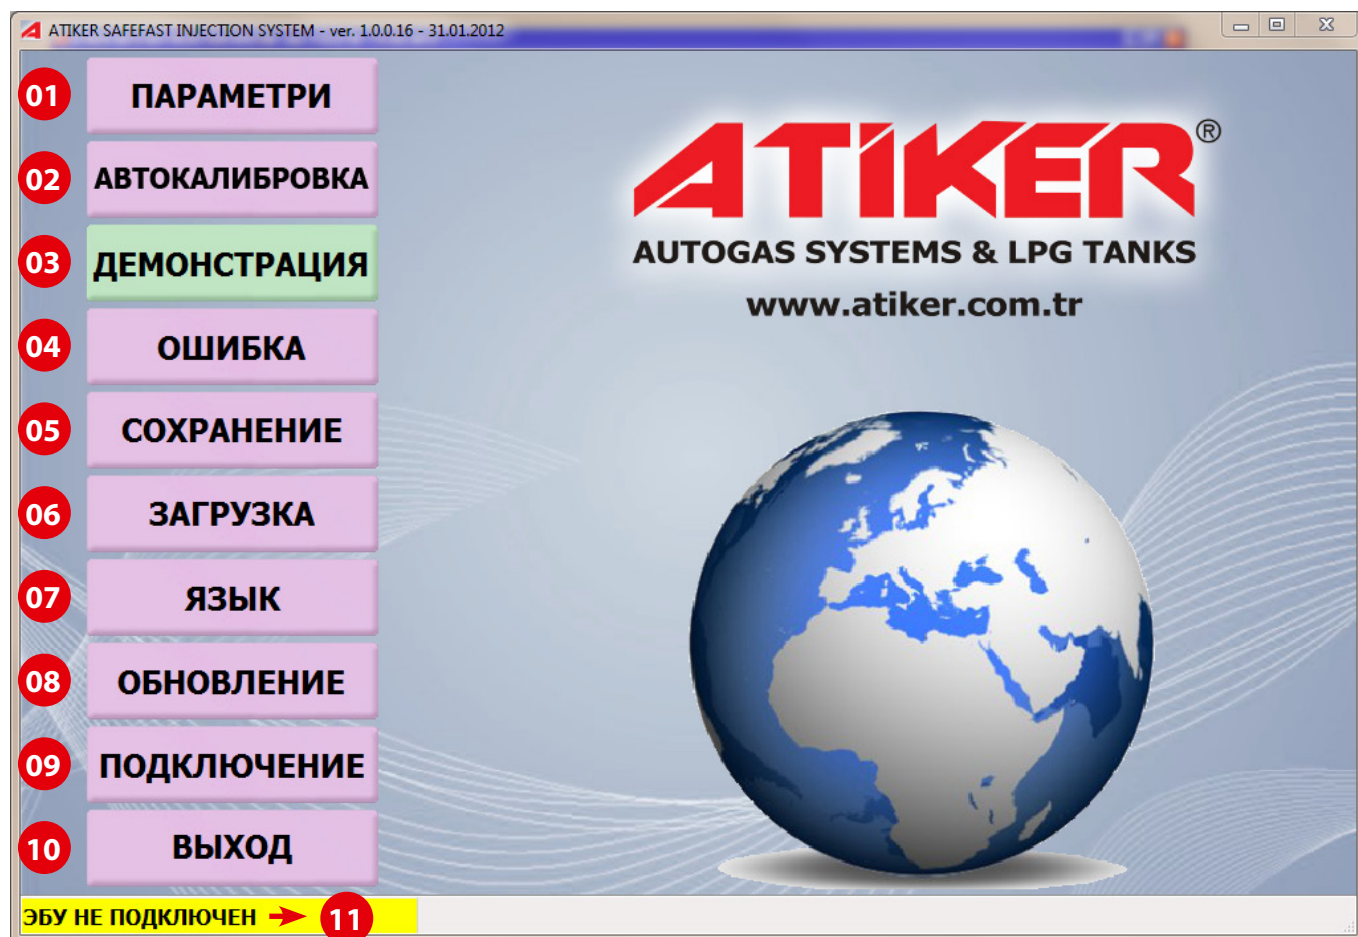 ATIKER SAFEFAST INJECTION SYSTEM - ver. 1.0.0.16 - 31.01.2012
01 ПАРАМЕТРИ
02 АВТОКАЛИБРОВКА
03 ДЕМОНСТРАЦИЯ
04 ОШИБКА
05 СОХРАНЕНИЕ
06 ЗАГРУЗКА
07 ЯЗЫК
08 ОБНОВЛЕНИЕ
09 ПОДКЛЮЧЕНИЕ
10 ВЫХОД
ЭБУ НЕ ПОДКЛЮЧЕН 11
ATİKER®
AUTOGAS SYSTEMS & LPG TANKS
www.atiker.com.tr